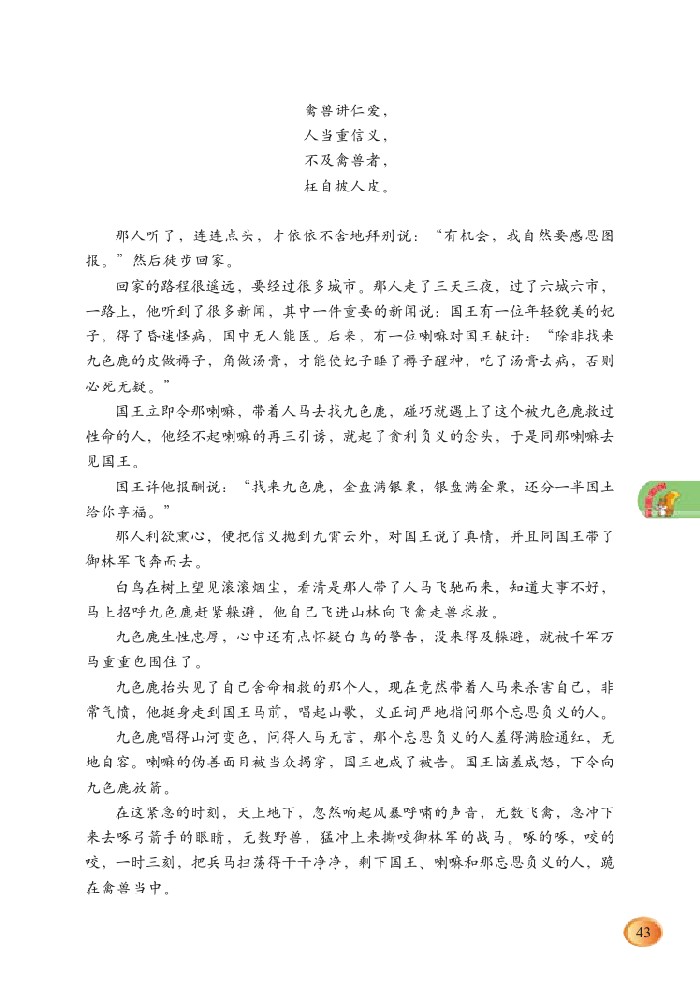 禽兽讲仁爱，
人当重信义，
不及禽兽者，
枉自披人皮。
那人听了，连连点头，才依依不舍地拜别说：“有机会，我自然要感恩图
报。”然后徒步回家。
回家的路程很遥远，要经过很多城市。那人走了三天三夜，过了六城六市，
一路上，他听到了很多新闻，其中一件重要的新闻说：国王有一位年轻貌美的妃
子，得了昏迷怪病，国中无人能医。后来，有一位喇嘛对国王献计：“除非找来
九色鹿的皮做褥子，角做汤膏，才能使妃子睡了褥子醒神，吃了汤膏去病，否则
必死无疑。”
国王立即令那喇嘛，带着人马去找九色鹿，碰巧就遇上了这个被九色鹿救过
性命的人，他经不起喇嘛的再三引诱，就起了贪利负义的念头，于是同那喇嘛去
见国王。
国王许他报酬说：“找来九色鹿，金盘满银粟，银盘满金粟，还分一半国土
给你享福。”
那人利欲熏心，便把信义抛到九霄云外，对国王说了真情，并且同国王带了
御林军飞奔而去。
白鸟在树上望见滚滚烟尘，看清是那人带了人马飞驰而来，知道大事不好，
马上招呼九色鹿赶紧躲避，他自己飞进山林向飞禽走兽求救。
九色鹿生性忠厚，心中还有点怀疑白鸟的警告，没来得及躲避，就被千军万
马重重包围住了。
九色鹿抬头见了自己舍命相救的那个人，现在竟然带着人马来杀害自己，非
常气愤，他挺身走到国王马前，唱起山歌，义正词严地指问那个忘恩负义的人。
九色鹿唱得山河变色，问得人马无言，那个忘恩负义的人羞得满脸通红，无
地自容。喇嘛的伪善面目被当众揭穿，国王也成了被告。国王恼羞成怒，下令向
九色鹿放箭。
在这紧急的时刻，天上地下，忽然响起风暴呼啸的声音，无数飞禽，急冲下
来去啄弓箭手的眼睛，无数野兽，猛冲上来撕咬御林军的战马。啄的啄，咬的
咬，一时三刻，把兵马扫荡得干干净净，剩下国王、喇嘛和那忘恩负义的人，跪
在禽兽当中。
43